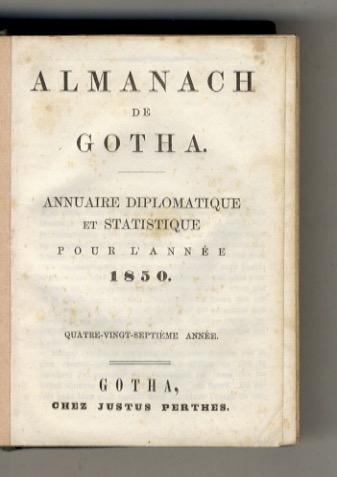 ALMANACH
DE
GOTHA.
ANNUAIRE DIPLOMATIQUE
ET STATISTIQUE
POUR L'ANNÉE
1850.
QUATRE-VINGT-SEPTIÈME ANNÉE.
GOTHA,
CHEZ JUSTUS PERTHES.